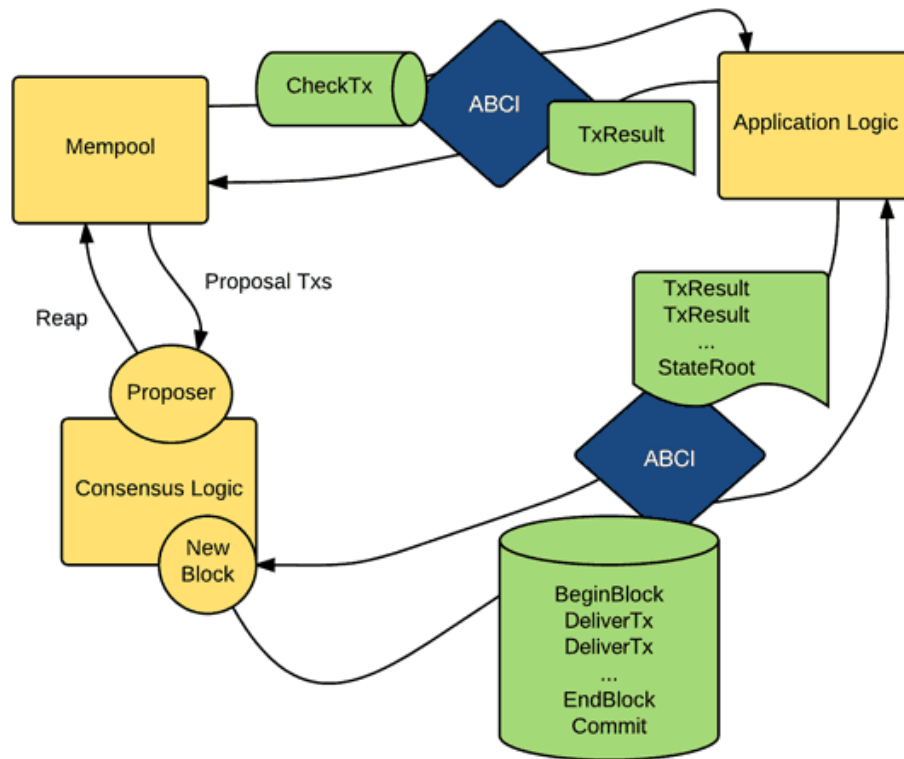 CheckTx
ABCI
Mempool
TxResult
Application Logic
Proposal Txs
Reap
TxResult
TxResult
...
StateRoot
Proposer
ABCI
Consensus Logic
New
Block
BeginBlock
DeliverTx
DeliverTx
...
EndBlock
Commit